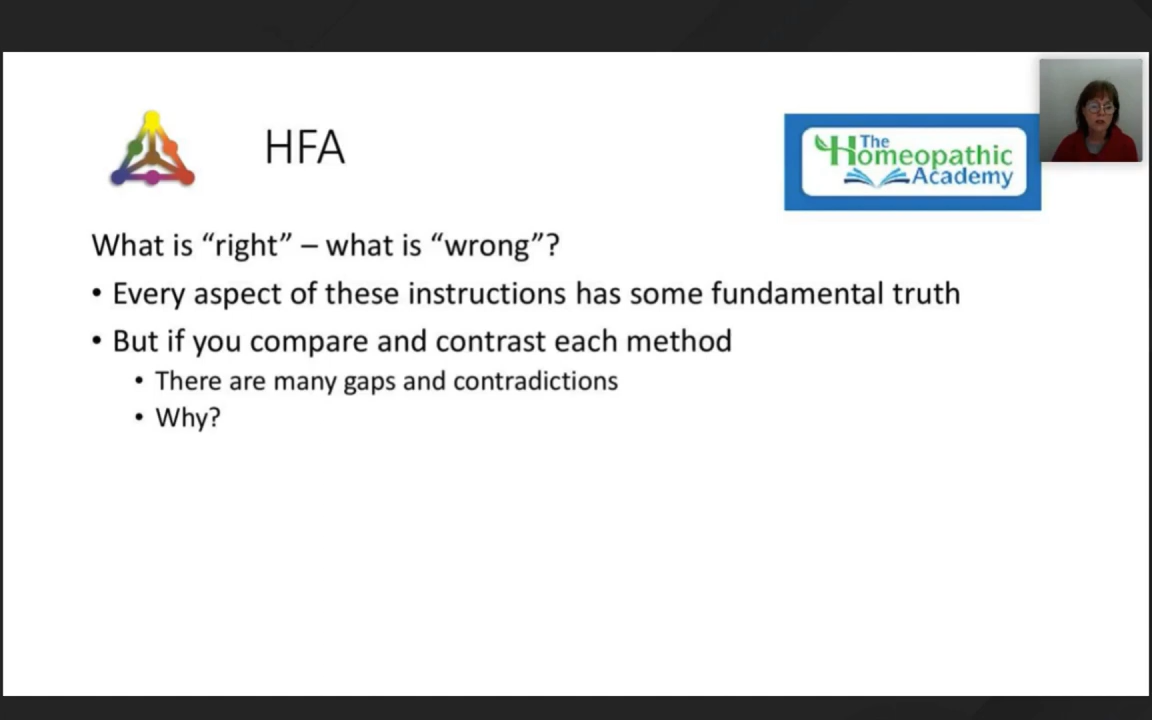 HFA
The
Homeopathic
Academy
What is “right” – what is “wrong”?
• Every aspect of these instructions has some fundamental truth
• But if you compare and contrast each method
• There are many gaps and contradictions
• Why?